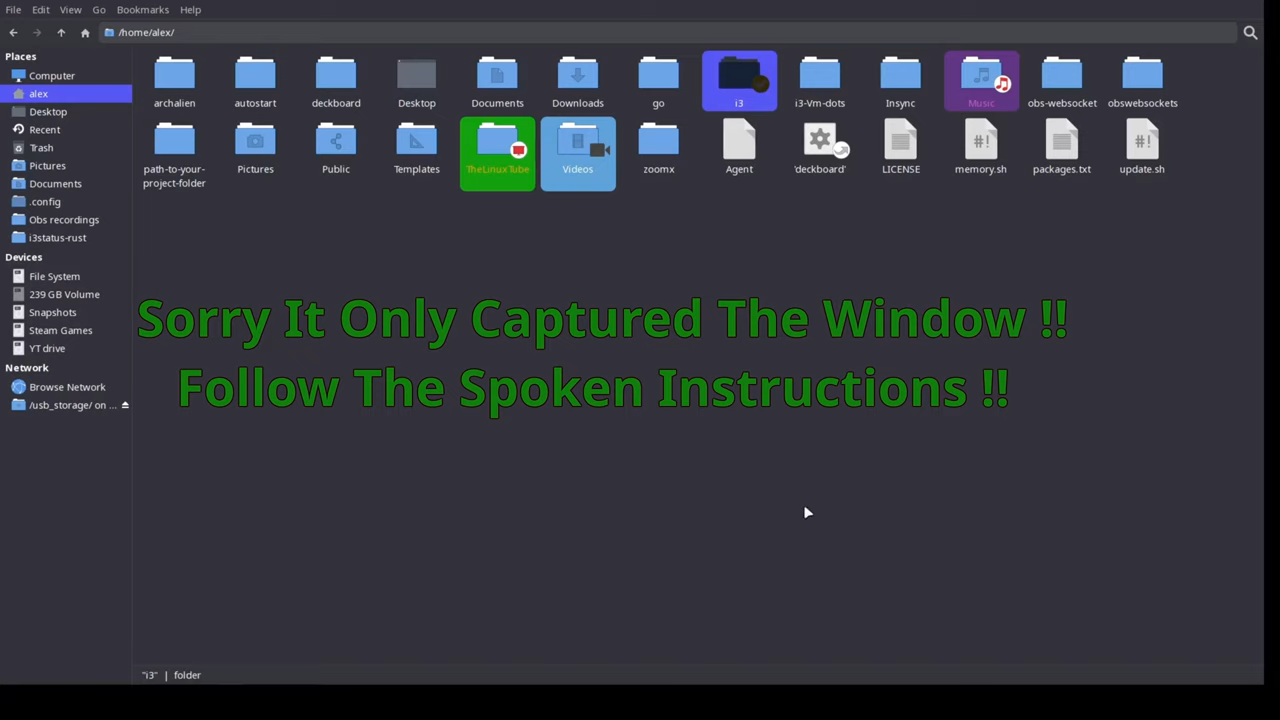 File Edit View Go Bookmarks Help
/home/alex/
Places
Computer
alex
Desktop
Recent
Trash
Pictures
Documents
.config
Obs recordings
i3status-rust
Devices
File System
239 GB Volume
Snapshots
Steam Games
YT drive
Network
Browse Network
/usb_storage/ on ...
archalien autostart deckboard Desktop Documents Downloads go i3 i3-Vm-dots Insync Music obs-websocket obswebsockets
path-to-your-project-folder Pictures Public Templates TheLinuxTube Videos zoomx Agent 'deckboard' LICENSE memory.sh packages.txt update.sh
Sorry It Only Captured The Window !!
Follow The Spoken Instructions !!
"i3" | folder